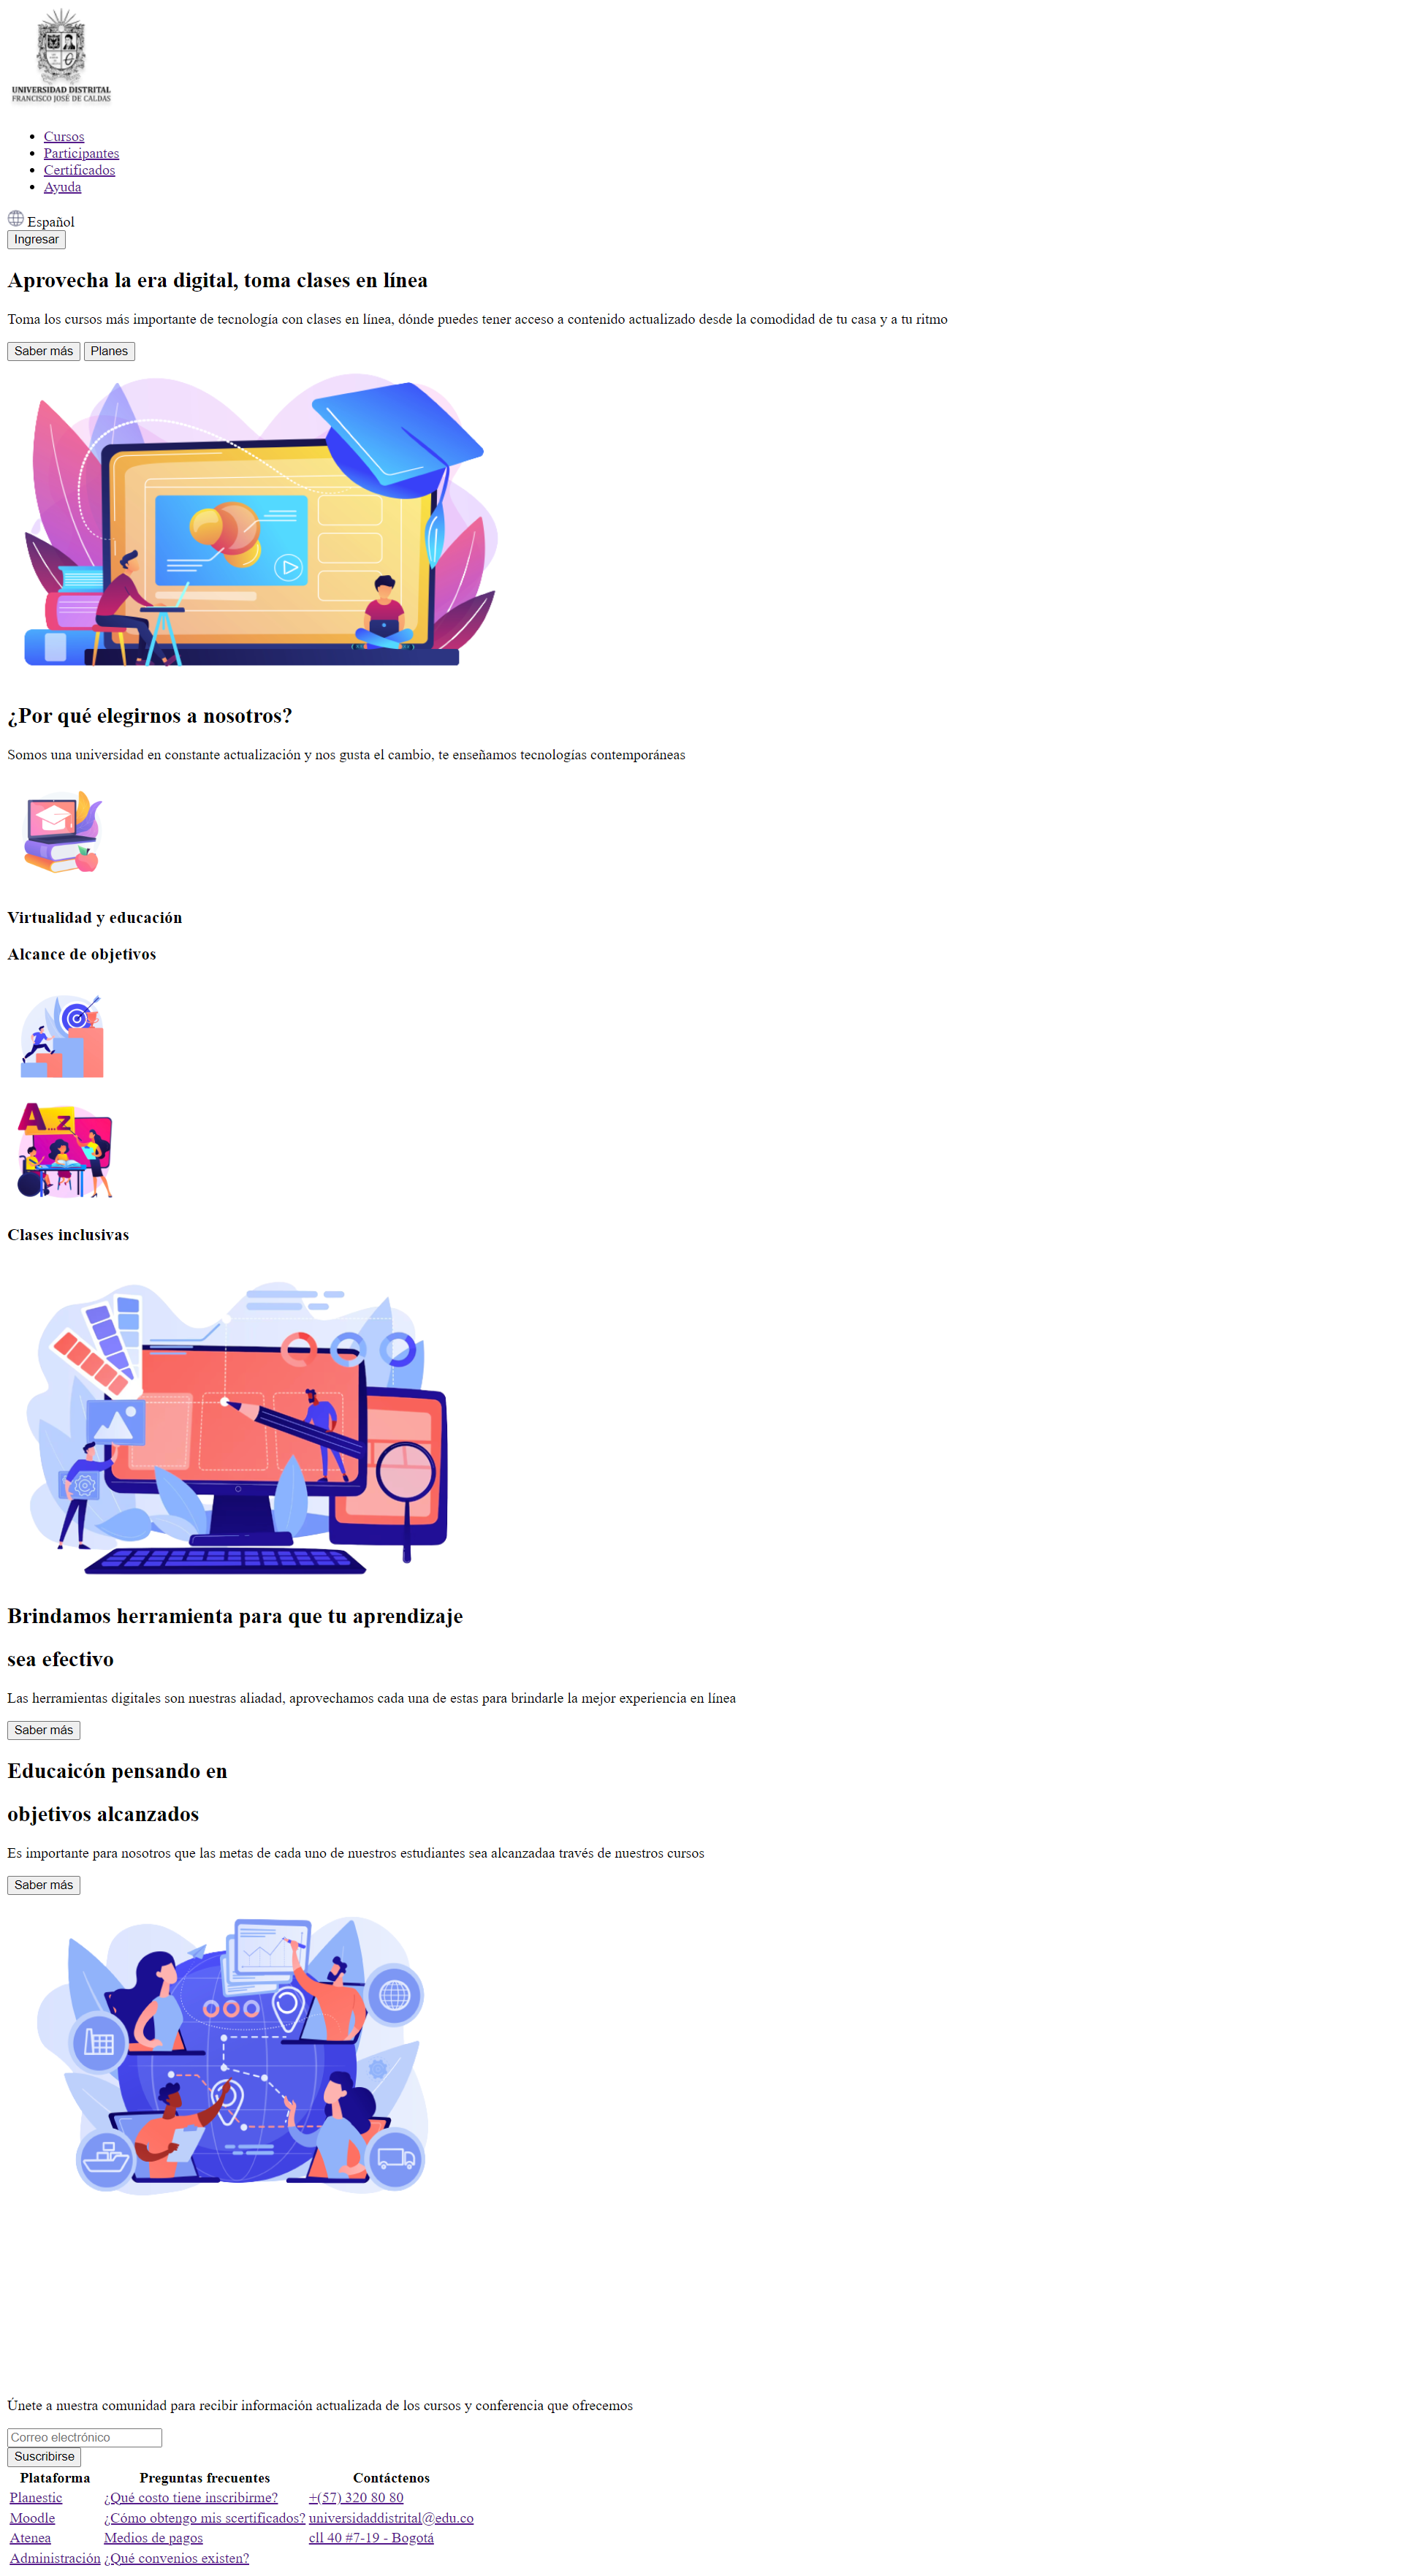 UNIVERSIDAD DISTRITAL
FRANCISCO JOSÉ DE CALDAS
Cursos
Participantes
Certificados
Ayuda
Español
Ingresar
Aprovecha la era digital, toma clases en línea
Toma los cursos más importante de tecnología con clases en línea, dónde puedes tener acceso a contenido actualizado desde la comodidad de tu casa y a tu ritmo
Saber más Planes
¿Por qué elegirnos a nosotros?
Somos una universidad en constante actualización y nos gusta el cambio, te enseñamos tecnologías contemporáneas
Virtualidad y educación
Alcance de objetivos
A...z
Clases inclusivas
Brindamos herramienta para que tu aprendizaje
sea efectivo
Las herramientas digitales son nuestras aliadad, aprovechamos cada una de estas para brindarle la mejor experiencia en línea
Saber más
Educaicón pensando en
objetivos alcanzados
Es importante para nosotros que las metas de cada uno de nuestros estudiantes sea alcanzadaa través de nuestros cursos
Saber más
Únete a nuestra comunidad para recibir información actualizada de los cursos y conferencia que ofrecemos
Correo electrónico
Suscribirse
Plataforma Preguntas frecuentes Contáctenos
Planestic ¿Qué costo tiene inscribirme? +(57) 320 80 80
Moodle ¿Cómo obtengo mis scertificados? universidaddistrital@edu.co
Atenea Medios de pagos cll 40 #7-19 - Bogotá
Administración ¿Qué convenios existen?